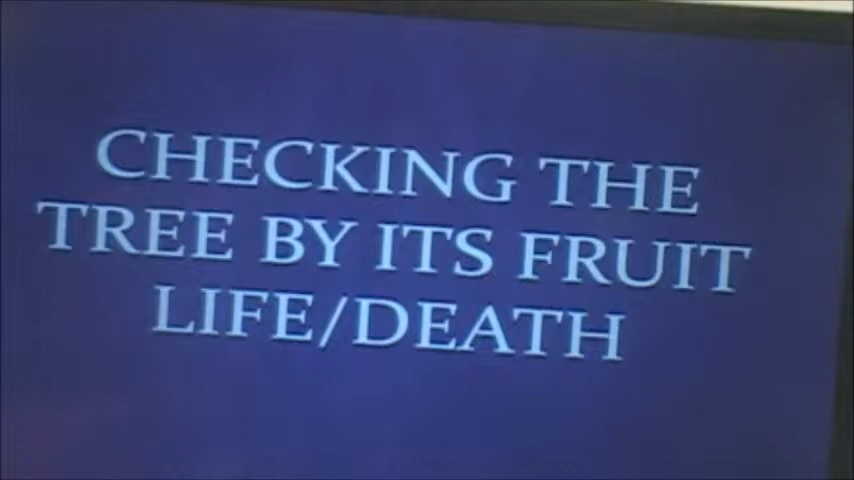 CHECKING THE
TREE BY ITS FRUIT
LIFE/DEATH